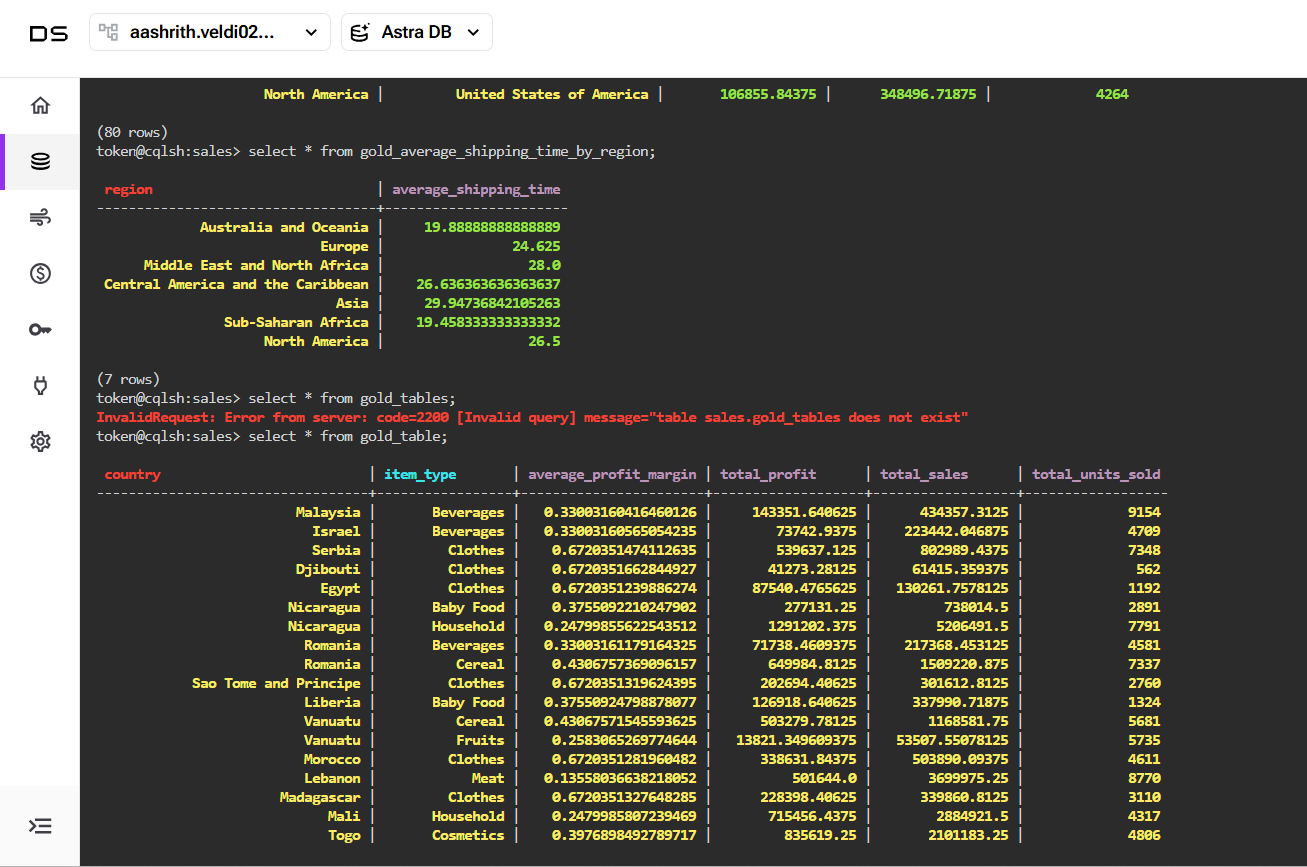 DS aashrith.veldi02... Astra DB
North America | United States of America | 106855.84375 | 348496.71875 | 4264
(80 rows)
token@cqlsh:sales> select * from gold_average_shipping_time_by_region;
region | average_shipping_time
----------------------------------+-----------------------
Australia and Oceania | 19.88888888888889
Europe | 24.625
Middle East and North Africa | 28.0
Central America and the Caribbean | 26.636363636363637
Asia | 29.94736842105263
Sub-Saharan Africa | 19.458333333333332
North America | 26.5
(7 rows)
token@cqlsh:sales> select * from gold_tables;
InvalidRequest: Error from server: code=2200 [Invalid query] message="table sales.gold_tables does not exist"
token@cqlsh:sales> select * from gold_table;
country | item_type | average_profit_margin | total_profit | total_sales | total_units_sold
----------------------------------+-----------------+-----------------------+-------------------+------------------+------------------
Malaysia | Beverages | 0.33003160416460126 | 143351.640625 | 434357.3125 | 9154
Israel | Beverages | 0.33003160565054235 | 73742.9375 | 223442.046875 | 4709
Serbia | Clothes | 0.6720351474112635 | 539637.125 | 802989.4375 | 7348
Djibouti | Clothes | 0.6720351662844927 | 41273.28125 | 61415.359375 | 562
Egypt | Clothes | 0.6720351239886274 | 87540.4765625 | 130261.7578125 | 1192
Nicaragua | Baby Food | 0.3755092210247902 | 277131.25 | 738014.5 | 2891
Nicaragua | Household | 0.24799855622543512 | 1291202.375 | 5206491.5 | 7791
Romania | Beverages | 0.33003161179164325 | 71738.4609375 | 217368.453125 | 4581
Romania | Cereal | 0.4306757369096157 | 649984.8125 | 1509220.875 | 7337
Sao Tome and Principe | Clothes | 0.6720351319624395 | 202694.40625 | 301612.8125 | 2760
Liberia | Baby Food | 0.37550924798878077 | 126918.640625 | 337990.71875 | 1324
Vanuatu | Cereal | 0.43067571545593625 | 503279.78125 | 1168581.75 | 5681
Vanuatu | Fruits | 0.2583065269774644 | 13821.349609375 | 53507.55078125 | 5735
Morocco | Clothes | 0.6720351281960482 | 338631.84375 | 503890.09375 | 4611
Lebanon | Meat | 0.13558036638218052 | 501644.0 | 3699975.25 | 8770
Madagascar | Clothes | 0.6720351327648285 | 228398.40625 | 339860.8125 | 3110
Mali | Household | 0.2479985807239469 | 715456.4375 | 2884921.5 | 4317
Togo | Cosmetics | 0.3976898492789717 | 835619.25 | 2101183.25 | 4806